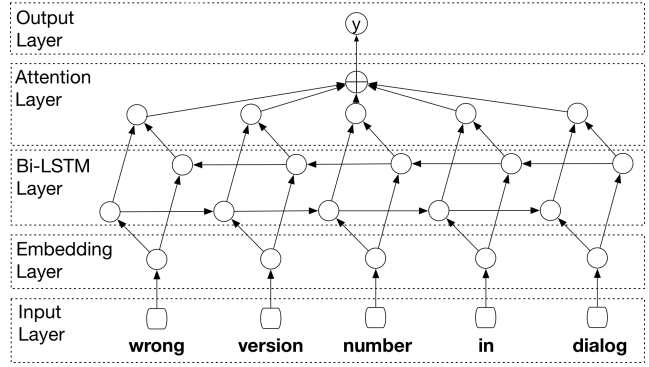 Output
Layer
y
Attention
Layer
Bi-LSTM
Layer
Embedding
Layer
Input
Layer
wrong version number in dialog